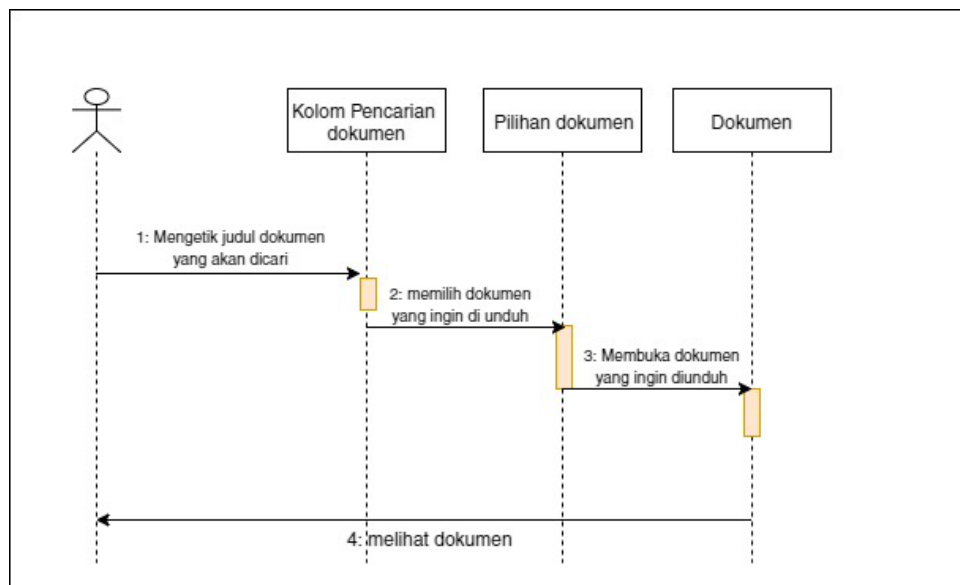 Kolom Pencarian
dokumen
Pilihan dokumen
Dokumen
1: Mengetik judul dokumen
yang akan dicari
2: memilih dokumen
yang ingin di unduh
3: Membuka dokumen
yang ingin diunduh
4: melihat dokumen